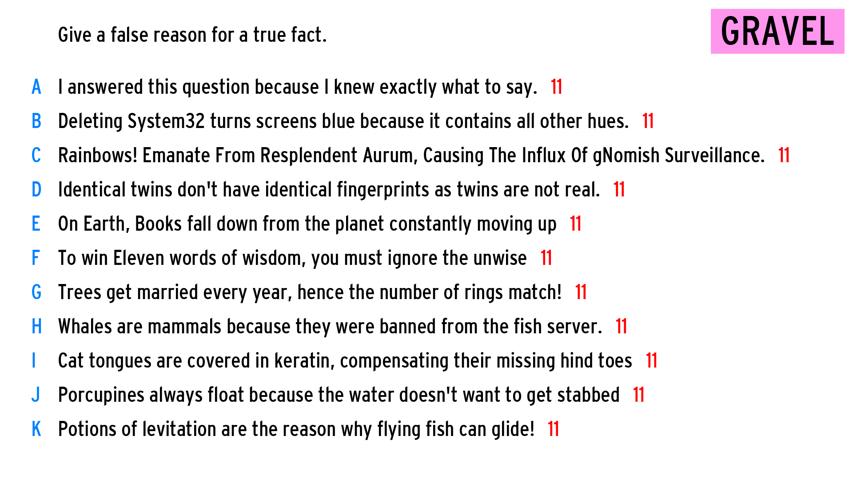 Give a false reason for a true fact.
GRAVEL
A I answered this question because I knew exactly what to say. 11
B Deleting System32 turns screens blue because it contains all other hues. 11
C Rainbows! Emanate From Resplendent Aurum, Causing The Influx Of gNomish Surveillance. 11
D Identical twins don't have identical fingerprints as twins are not real. 11
E On Earth, Books fall down from the planet constantly moving up 11
F To win Eleven words of wisdom, you must ignore the unwise 11
G Trees get married every year, hence the number of rings match! 11
H Whales are mammals because they were banned from the fish server. 11
I Cat tongues are covered in keratin, compensating their missing hind toes 11
J Porcupines always float because the water doesn't want to get stabbed 11
K Potions of levitation are the reason why flying fish can glide! 11